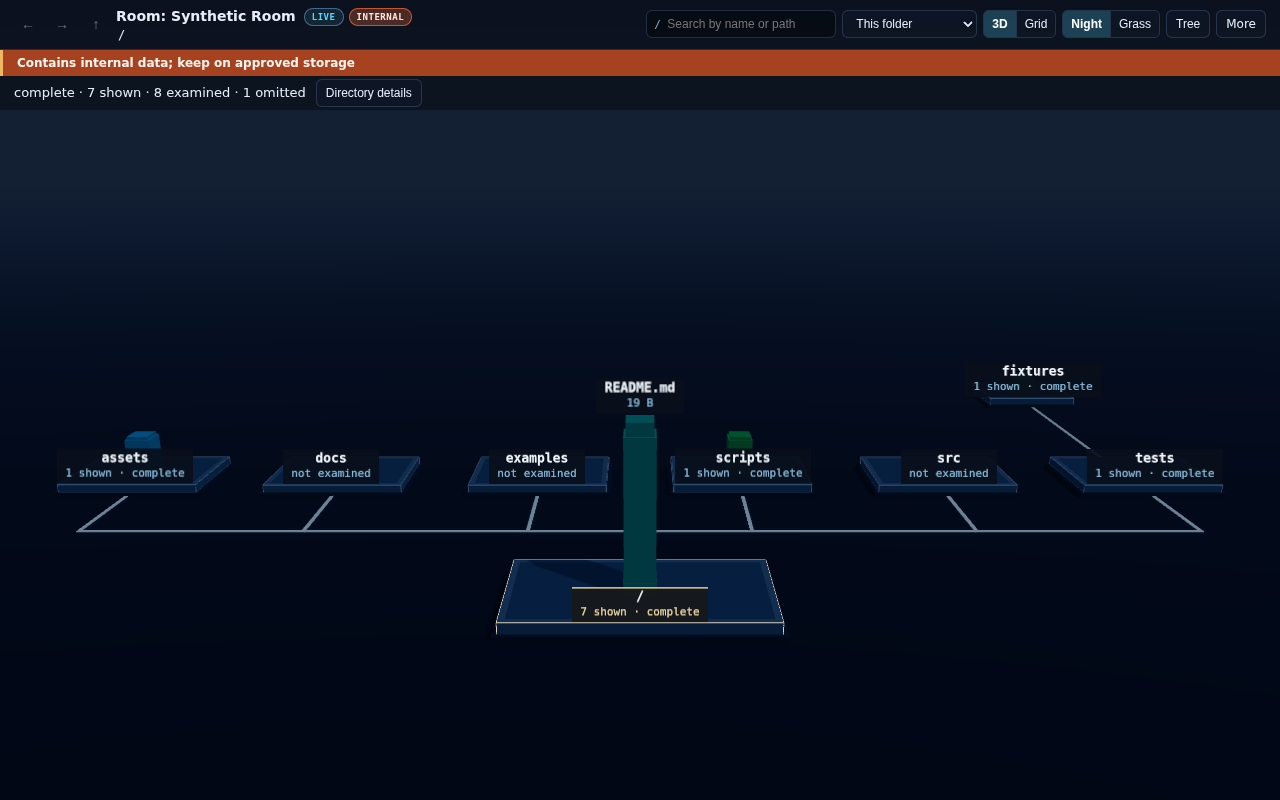 ← → ↑ Room: Synthetic Room LIVE INTERNAL
/
/ Search by name or path This folder 3D Grid Night Grass Tree More
Contains internal data; keep on approved storage
complete · 7 shown · 8 examined · 1 omitted Directory details
fixtures
1 shown · complete
README.md
19 B
assets
1 shown · complete
docs
not examined
examples
not examined
scripts
1 shown · complete
src
not examined
tests
1 shown · complete
/
7 shown · complete